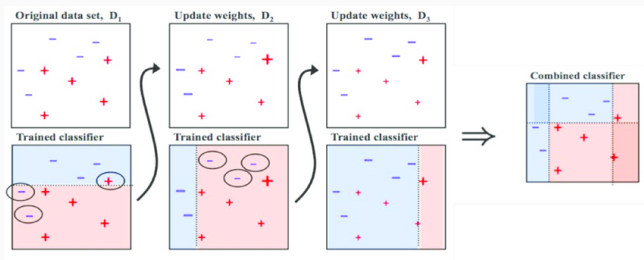 Original data set, D₁
Update weights, D₂
Update weights, D₃
Combined classifier
Trained classifier
Trained classifier
Trained classifier